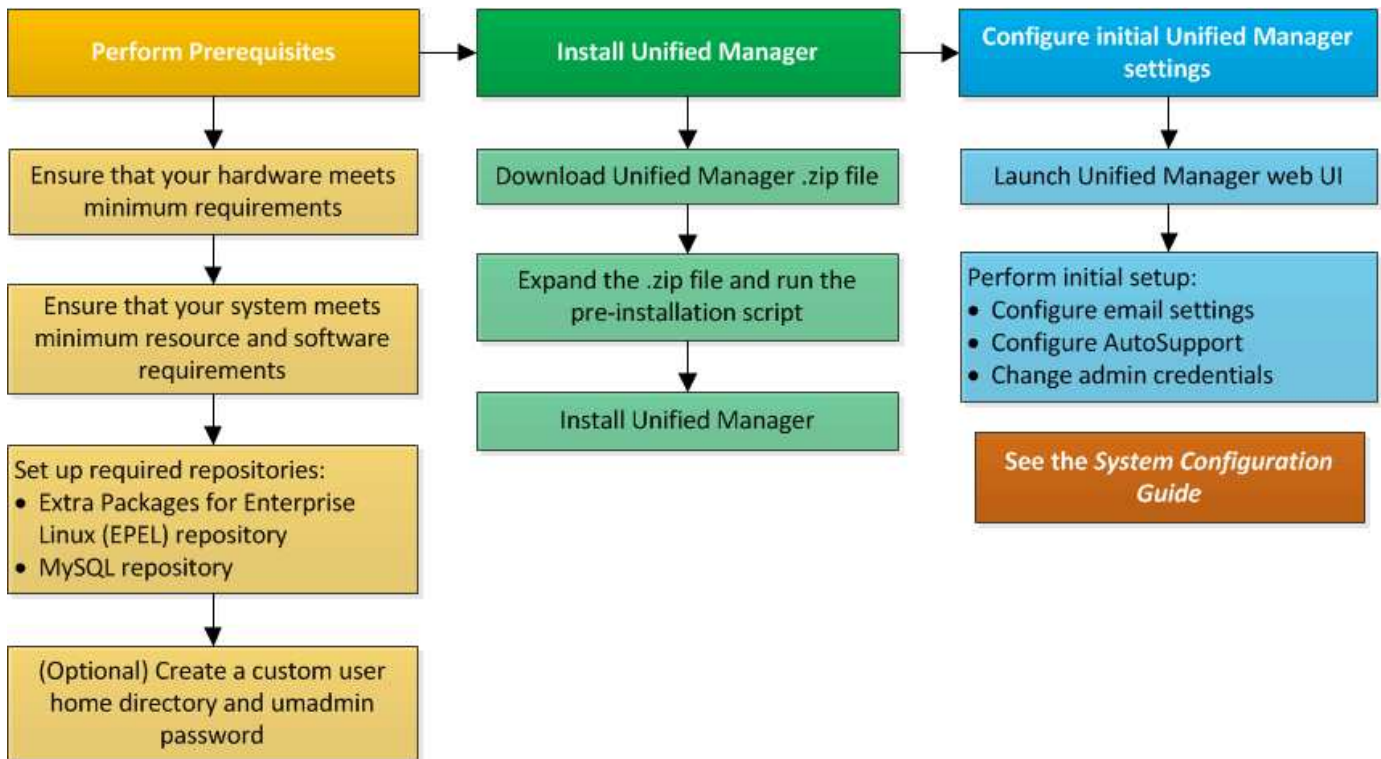 Perform Prerequisites
Install Unified Manager
Configure initial Unified Manager
settings
Ensure that your hardware meets
minimum requirements
Ensure that your system meets
minimum resource and software
requirements
Set up required repositories:
• Extra Packages for Enterprise
Linux (EPEL) repository
• MySQL repository
(Optional) Create a custom user
home directory and umadmin
password
Download Unified Manager .zip file
Expand the .zip file and run the
pre-installation script
Install Unified Manager
Launch Unified Manager web UI
Perform initial setup:
• Configure email settings
• Configure AutoSupport
• Change admin credentials
See the System Configuration
Guide